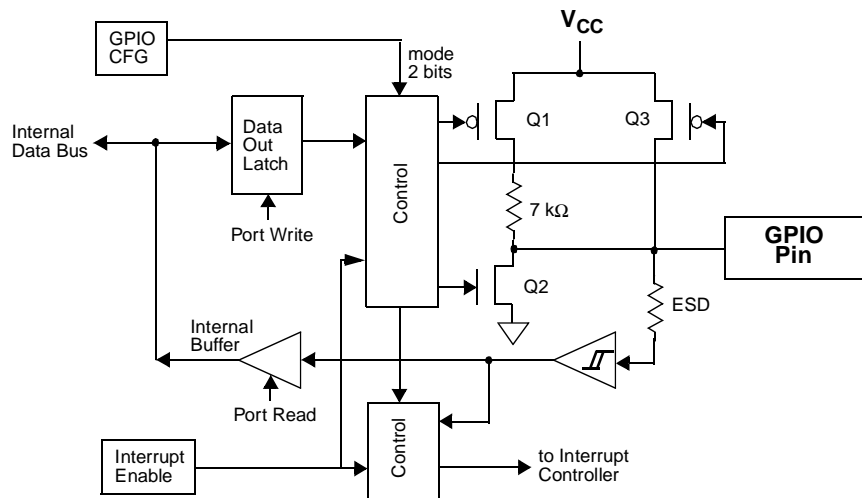 GPIO
CFG
mode
2 bits
VCC
Internal
Data Bus
Data
Out
Latch
Control
Q1
Q3
7 kΩ
Port Write
GPIO
Pin
Q2
ESD
Internal
Buffer
Port Read
Interrupt
Enable
Control
to Interrupt
Controller